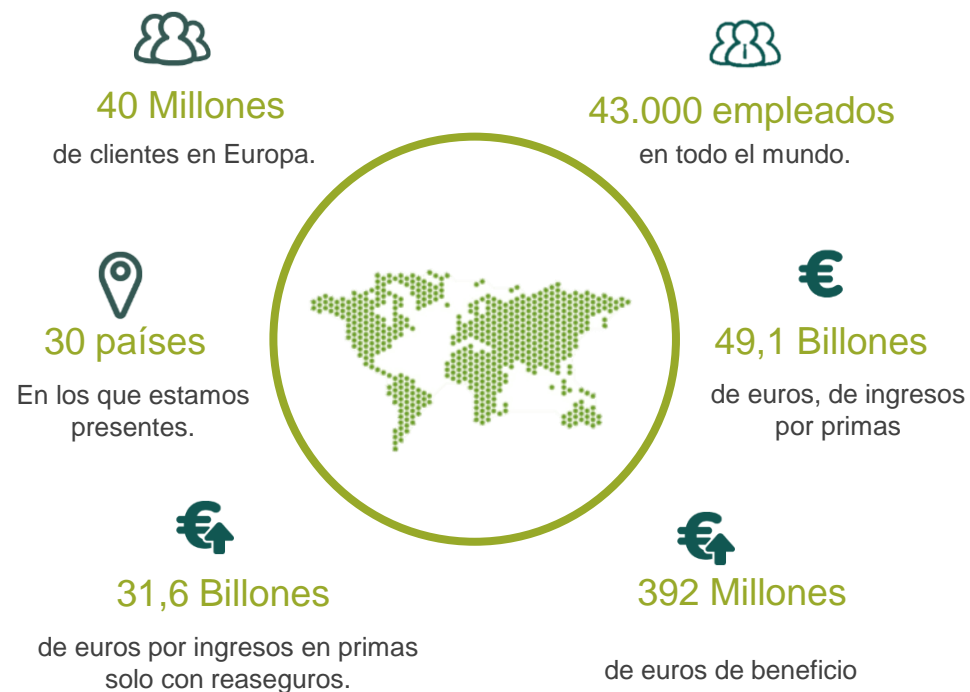 40 Millones
de clientes en Europa.
43.000 empleados
en todo el mundo.
30 países
En los que estamos
presentes.
49,1 Billones
de euros, de ingresos
por primas
31,6 Billones
de euros por ingresos en primas
solo con reaseguros.
392 Millones
de euros de beneficio